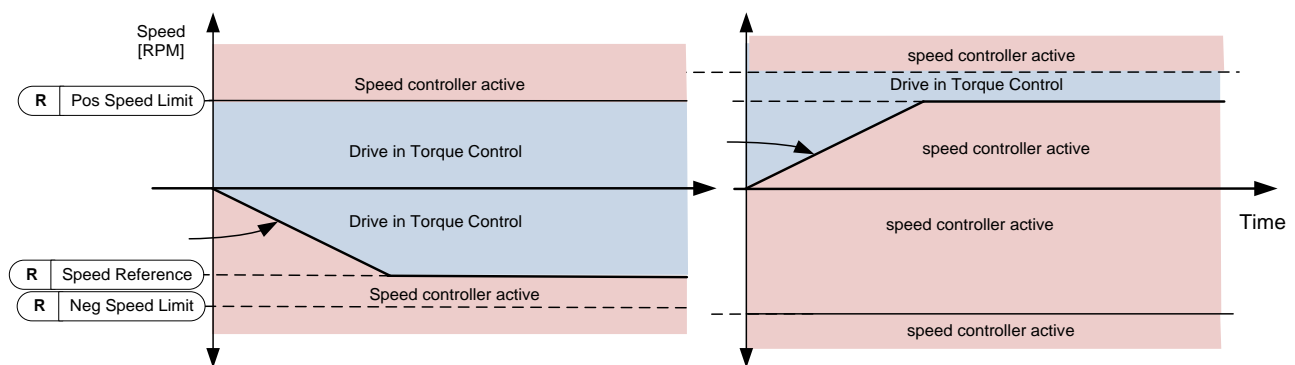 Speed
[RPM]
Speed controller active
R Pos Speed Limit
Drive in Torque Control
Drive in Torque Control
R Speed Reference
Speed controller active
R Neg Speed Limit
speed controller active
Drive in Torque Control
speed controller active
speed controller active
Time
speed controller active